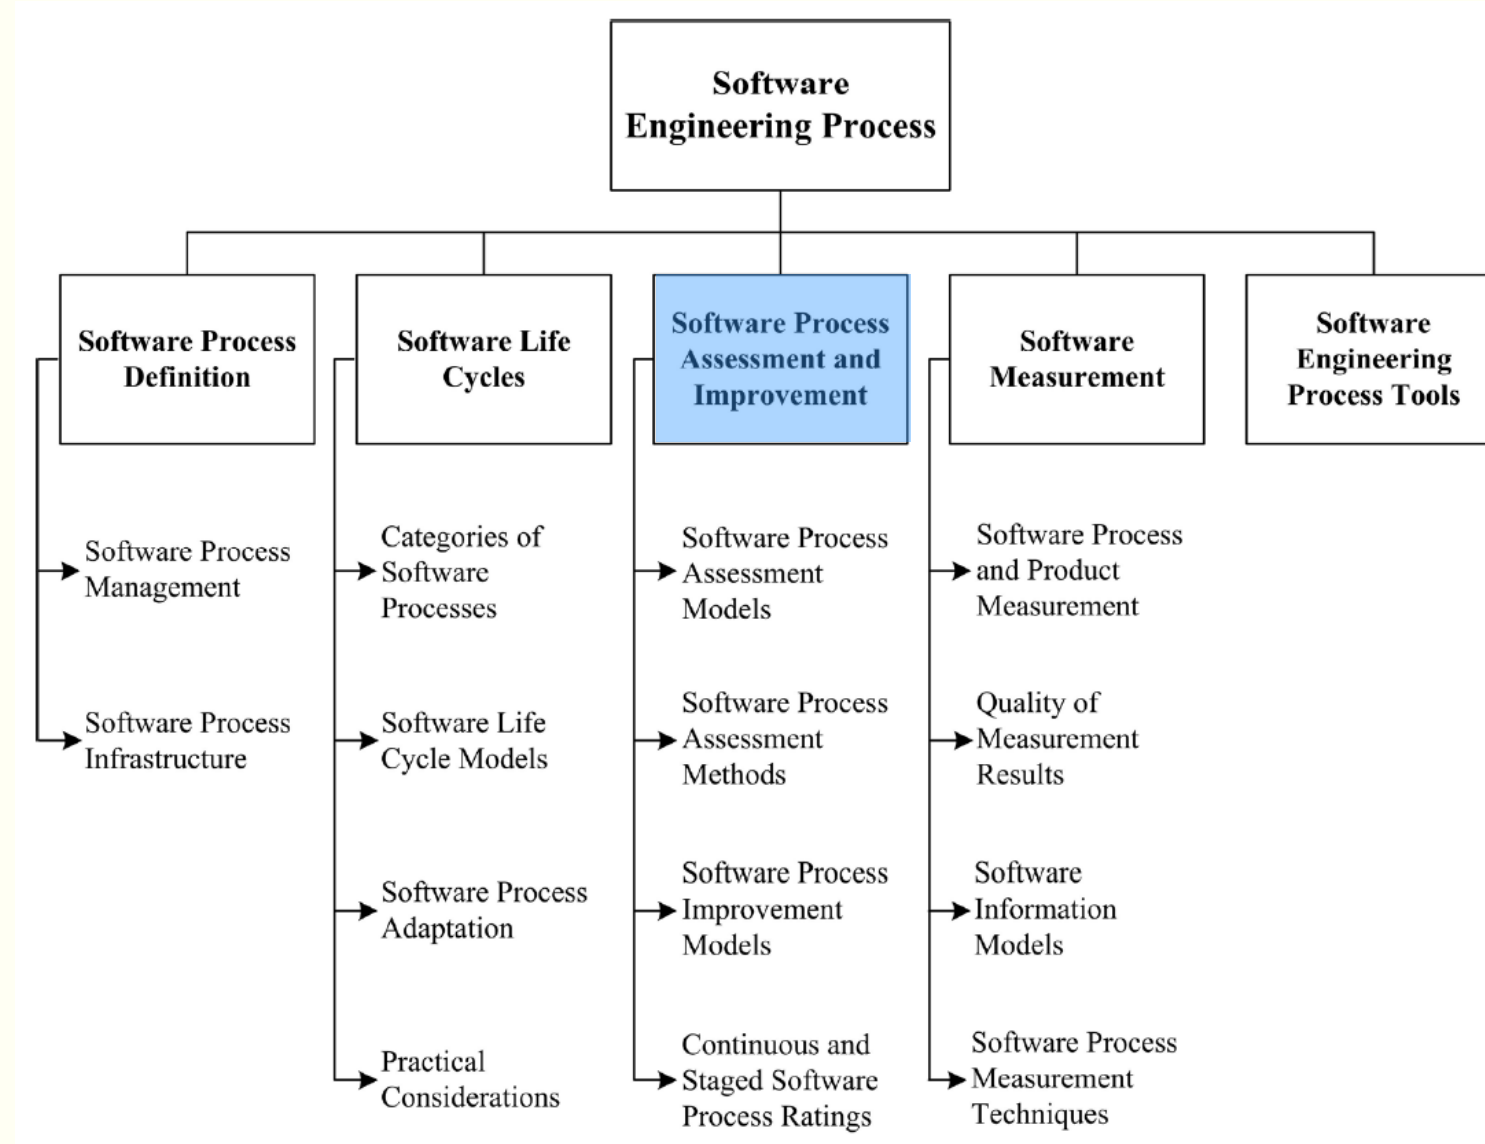 Software
Engineering Process
Software Process
Definition
Software Life
Cycles
Software Process
Assessment and
Improvement
Software
Measurement
Software
Engineering
Process Tools
Software Process
Management
Software Process
Infrastructure
Categories of
Software
Processes
Software Life
Cycle Models
Software Process
Adaptation
Practical
Considerations
Software Process
Assessment
Models
Software Process
Assessment
Methods
Software Process
Improvement
Models
Continuous and
Staged Software
Process Ratings
Software Process
and Product
Measurement
Quality of
Measurement
Results
Software
Information
Models
Software Process
Measurement
Techniques